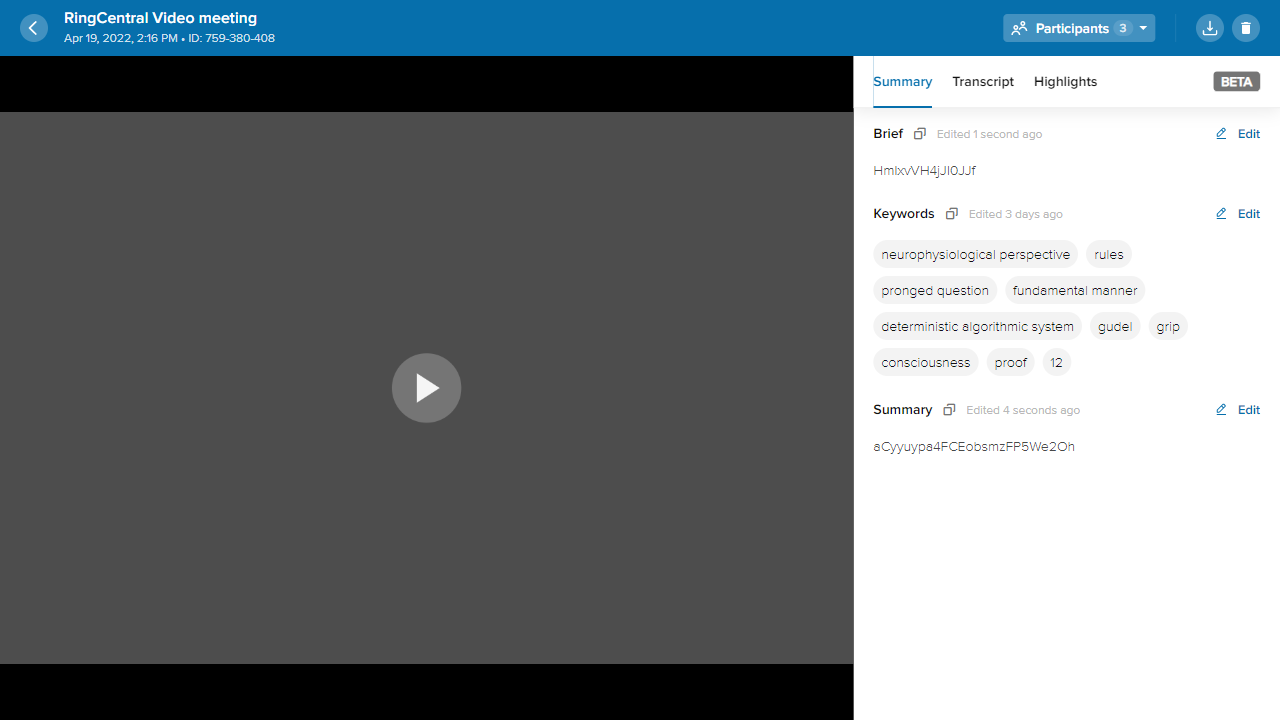 RingCentral Video meeting
Apr 19, 2022, 2:16 PM • ID: 759-380-408
Participants 3
Summary Transcript Highlights BETA
Brief Edited 1 second ago Edit
HmlxvVH4jJI0JJf
Keywords Edited 3 days ago Edit
neurophysiological perspective rules
pronged question fundamental manner
deterministic algorithmic system gudel grip
consciousness proof 12
Summary Edited 4 seconds ago Edit
aCyyuypa4FCEobsmzFP5We2Oh